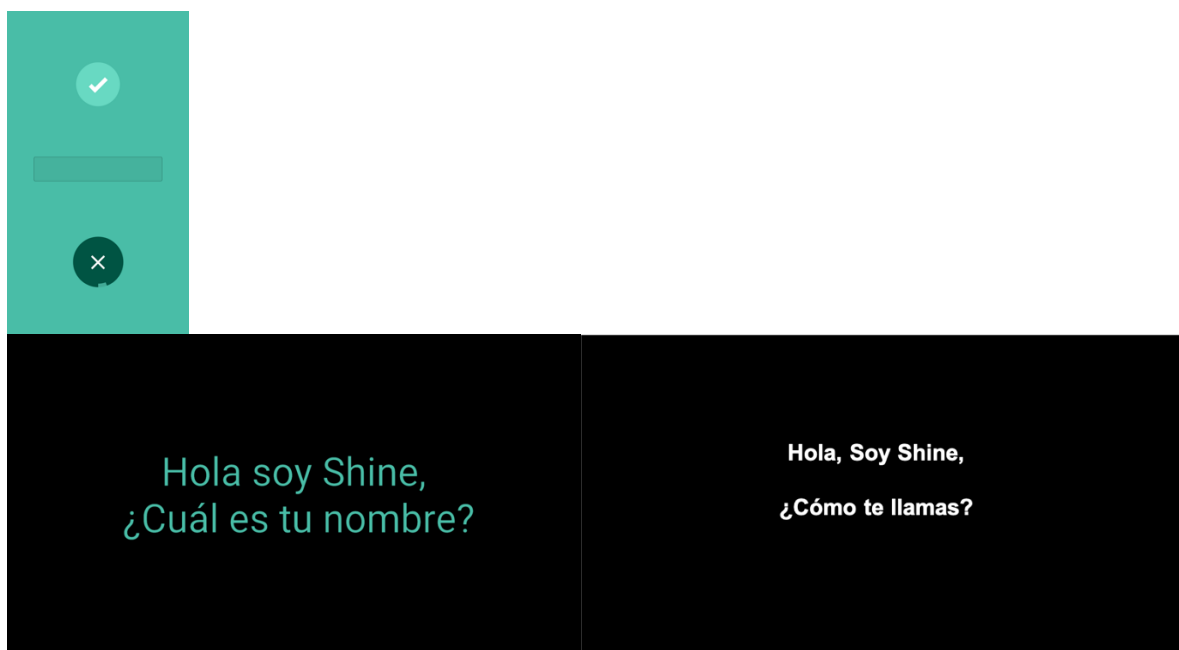 Hola soy Shine,
¿Cuál es tu nombre?
Hola, Soy Shine,
¿Cómo te llamas?